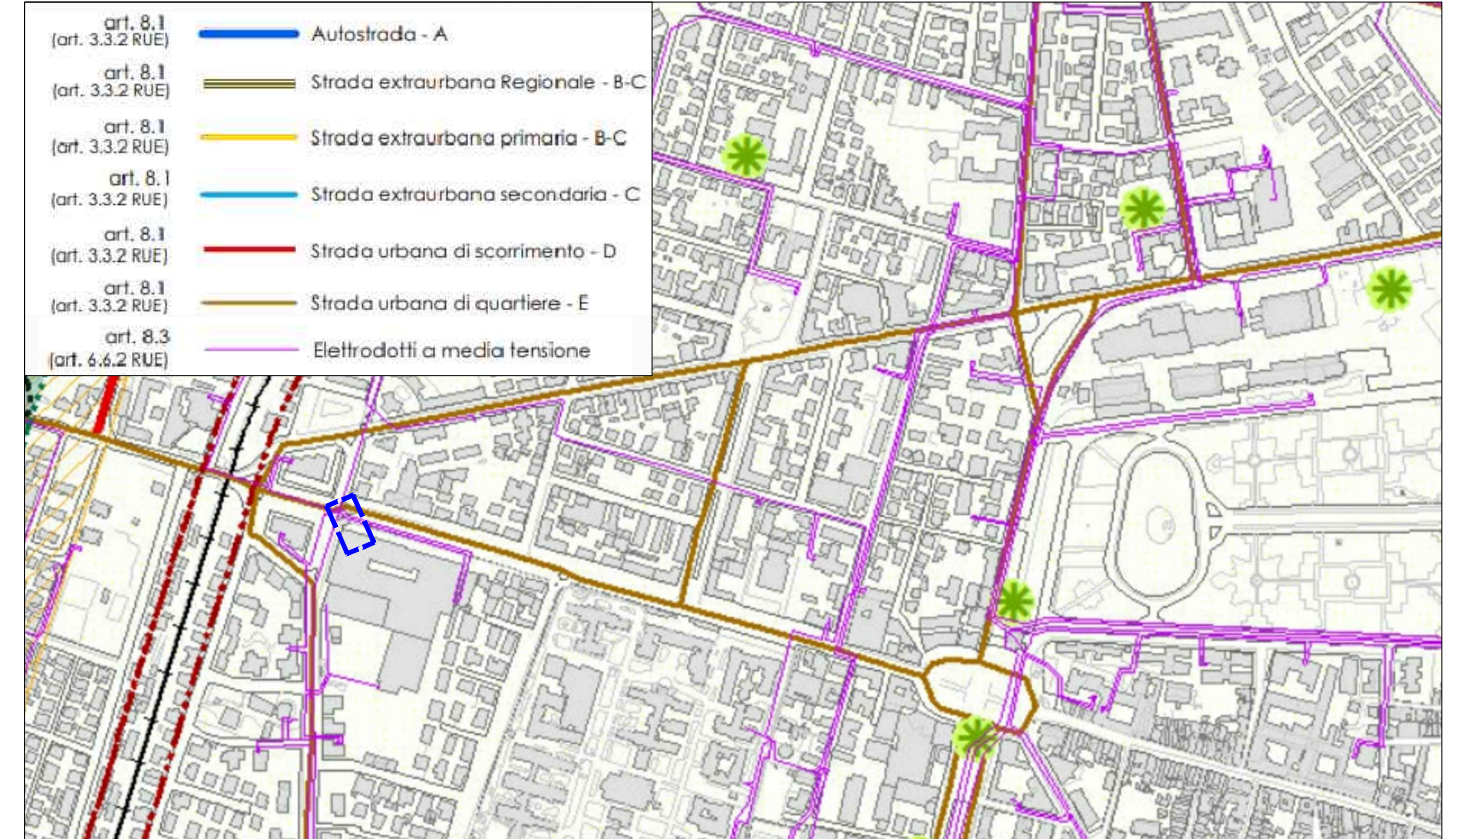 art. 8.1
(art. 3.3.2 RUE)
Autostrada - A
art. 8.1
(art. 3.3.2 RUE)
Strada extraurbana Regionale - B-C
art. 8.1
(art. 3.3.2 RUE)
Strada extraurbana primaria - B-C
art. 8.1
(art. 3.3.2 RUE)
Strada extraurbana secondaria - C
art. 8.1
(art. 3.3.2 RUE)
Strada urbana di scorrimento - D
art. 8.1
(art. 3.3.2 RUE)
Strada urbana di quartiere - E
art. 8.3
(art. 6.6.2 RUE)
Elettrodotti a media tensione